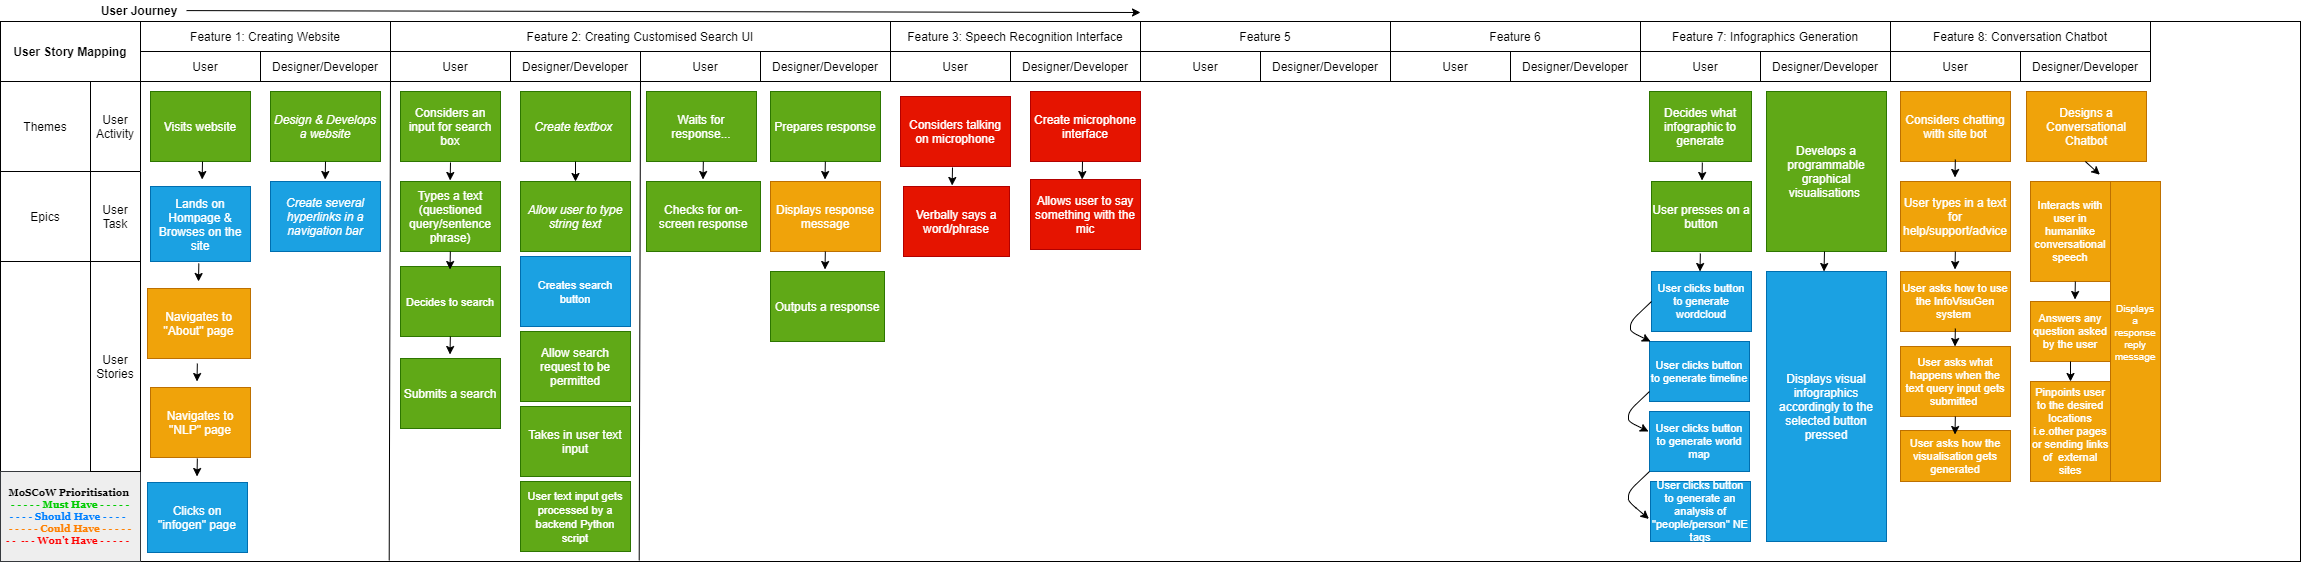 User Journey
User Story Mapping
Feature 1: Creating Website
Feature 2: Creating Customised Search UI
Feature 3: Speech Recognition Interface
Feature 5
Feature 6
Feature 7: Infographics Generation
Feature 8: Conversation Chatbot
User
Designer/Developer
User
Designer/Developer
User
Designer/Developer
User
Designer/Developer
User
Designer/Developer
User
Designer/Developer
User
Designer/Developer
User
Designer/Developer
Themes
User
Activity
Epics
User
Task
User
Stories
MoSCoW Prioritisation
- - - - - Must Have - - - - -
- - - - Should Have - - - -
- - - - - Could Have - - - - -
- - -- - Won't Have - - - - -
Visits website
Lands on
Hompage &
Browses on the
site
Navigates to
"About" page
Navigates to
"NLP" page
Clicks on
"infogen" page
Design & Develops
a website
Create several
hyperlinks in a
navigation bar
Considers an
input for search
box
Types a text
(questioned
query/sentence
phrase)
Decides to search
Submits a search
Create textbox
Allow user to type
string text
Creates search
button
Allow search
request to be
permitted
Takes in user text
input
User text input gets
processed by a
backend Python
script
Waits for
response...
Checks for on-
screen response
Prepares response
Displays response
message
Outputs a response
Considers talking
on microphone
Verbally says a
word/phrase
Create microphone
interface
Allows user to say
something with the
mic
Decides what
infographic to
generate
User presses on a
button
User clicks button
to generate
wordcloud
User clicks button
to generate timeline
User clicks button
to generate world
map
User clicks button
to generate an
analysis of
"people/person" NE
tags
Develops a
programmable
graphical
visualisations
Displays visual
infographics
accordingly to the
selected button
pressed
Considers chatting
with site bot
User types in a text
for
help/support/advice
User asks how to use
the InfoVisuGen
system
User asks what
happens when the
text query input gets
submitted
User asks how the
visualisation gets
generated
Designs a
Conversational
Chatbot
Interacts with
user in
humanlike
conversational
speech
Answers any
question asked
by the user
Pinpoints user
to the desired
locations
i.e.other pages
or sending links
of external
sites
Displays
a
response
reply
message